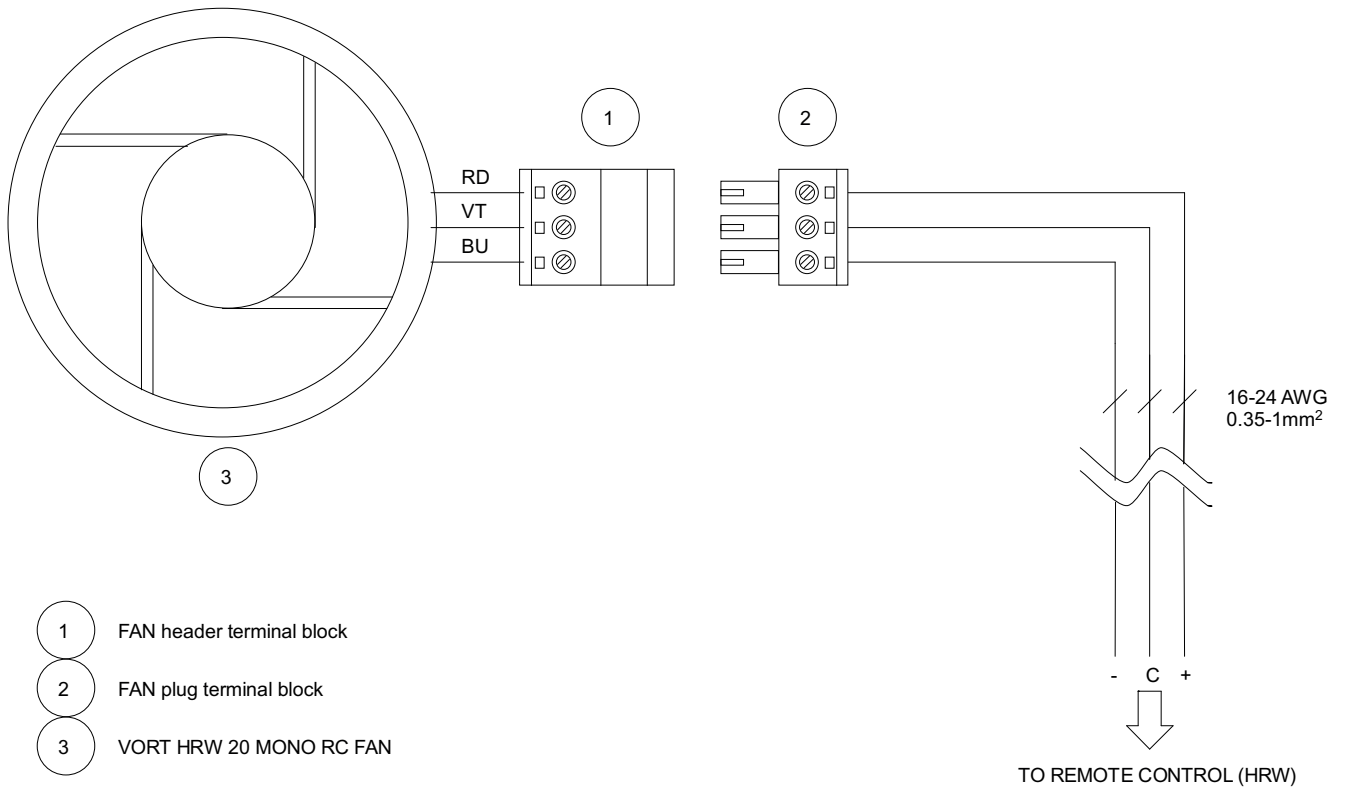 1
2
RD
VT
BU
16-24 AWG
0.35-1mm²
3
1 FAN header terminal block
2 FAN plug terminal block
3 VORT HRW 20 MONO RC FAN
- C +
TO REMOTE CONTROL (HRW)